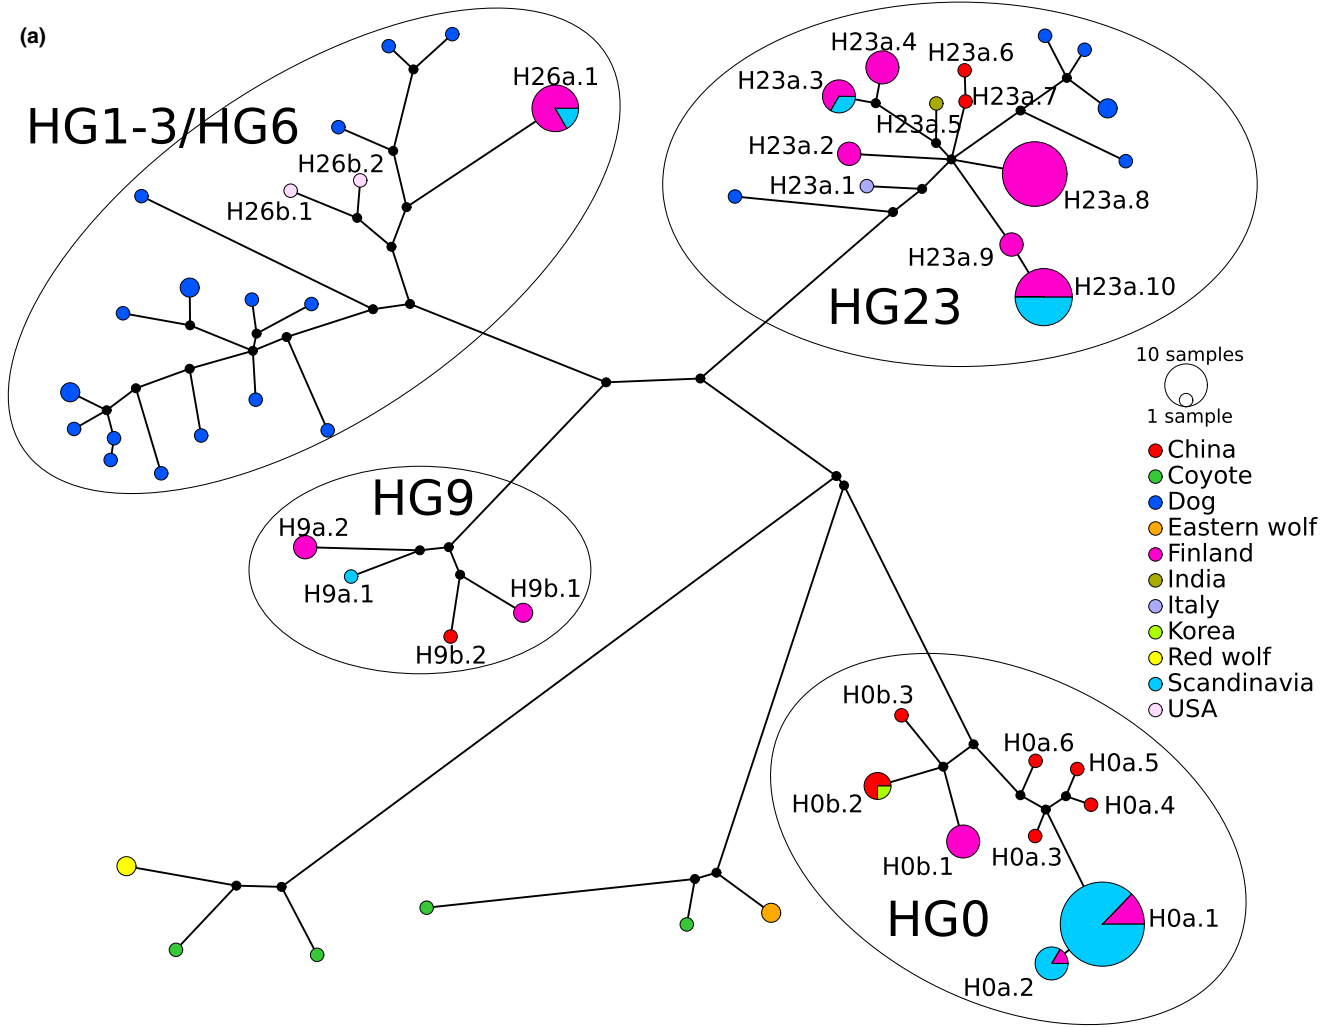 (a)
HG1-3/HG6
H26a.1
H26b.2
H26b.1
H23a.4
H23a.6
H23a.3
H23a.7
H23a.5
H23a.2
H23a.1
H23a.8
H23a.9
H23a.10
HG23
10 samples
1 sample
China
Coyote
Dog
Eastern wolf
Finland
India
Italy
Korea
Red wolf
Scandinavia
USA
HG9
H9a.2
H9a.1
H9b.1
H9b.2
H0b.3
H0a.6
H0a.5
H0b.2
H0a.4
H0b.1
H0a.3
HG0
H0a.1
H0a.2